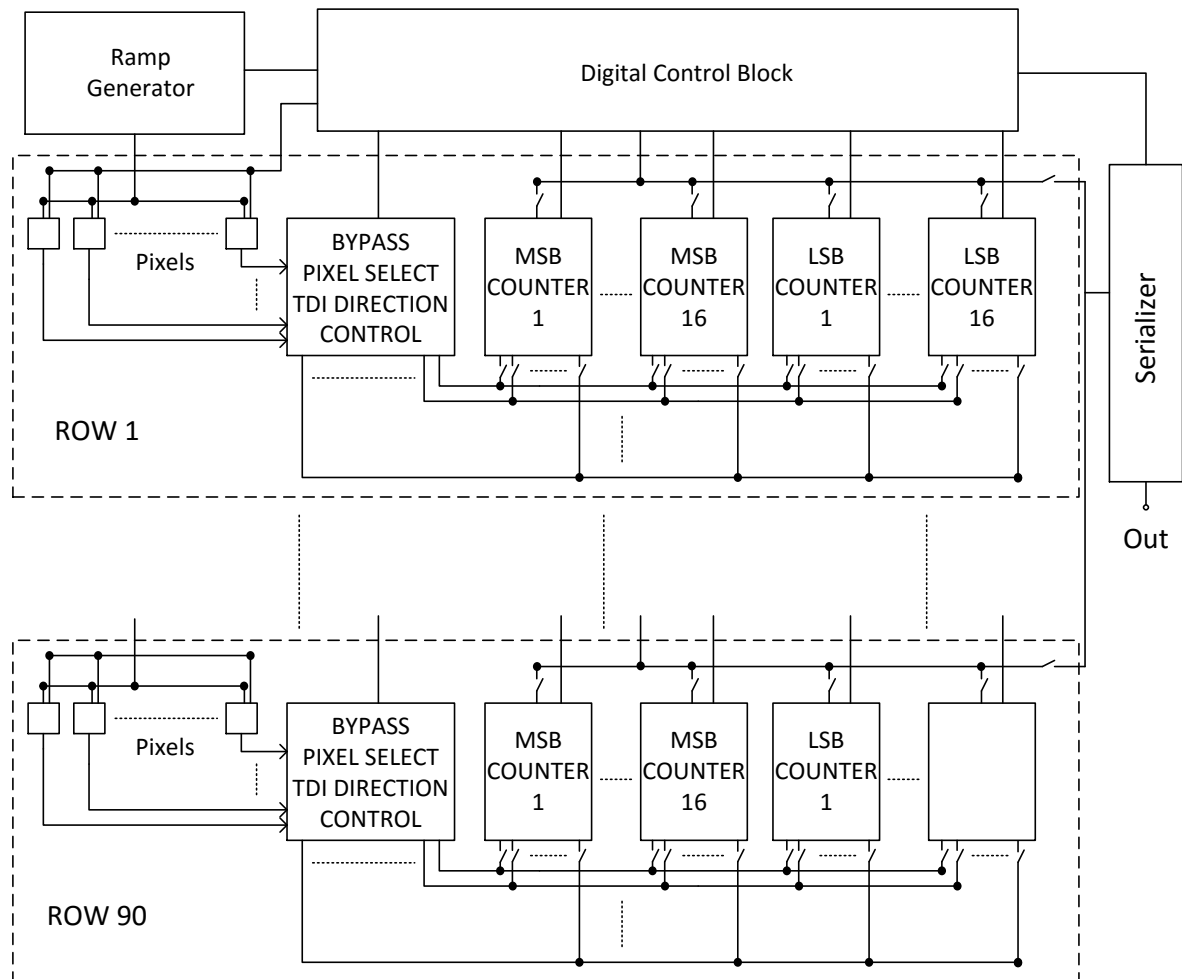 Ramp
Generator
Digital Control Block
Pixels
BYPASS
PIXEL SELECT
TDI DIRECTION
CONTROL
MSB
COUNTER
1
MSB
COUNTER
16
LSB
COUNTER
1
LSB
COUNTER
16
Serializer
ROW 1
Out
Pixels
BYPASS
PIXEL SELECT
TDI DIRECTION
CONTROL
MSB
COUNTER
1
MSB
COUNTER
16
LSB
COUNTER
1
ROW 90